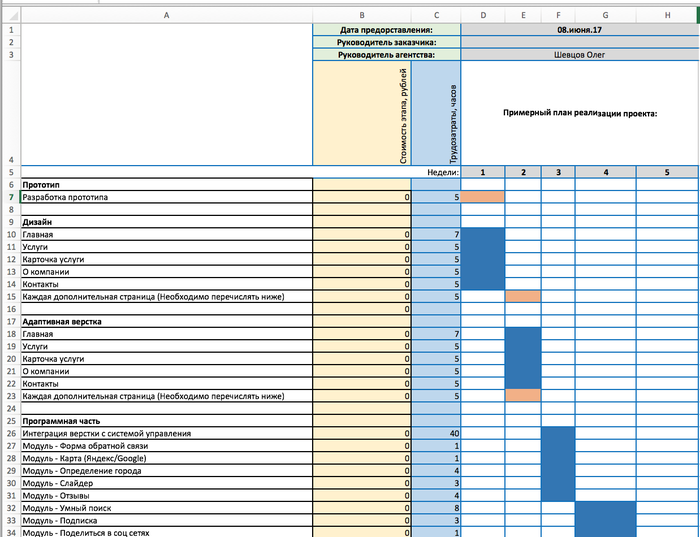 A B C D E F G H
1 Дата предорставления: 08.июня.17
2 Руководитель заказчика:
3 Руководитель агентства: Шевцов Олег
4 Стоимость этапа, рублей Трудозатраты, часов Примерный план реализации проекта:
5 Недели: 1 2 3 4 5
6 Прототип
7 Разработка прототипа 0 5
8
9 Дизайн
10 Главная 0 7
11 Услуги 0 5
12 Карточка услуги 0 5
13 О компании 0 5
14 Контакты 0 5
15 Каждая дополнительная страница (Необходимо перечислять ниже) 0 5
16 0
17 Адаптивная верстка
18 Главная 0 7
19 Услуги 0 5
20 Карточка услуги 0 5
21 О компании 0 5
22 Контакты 0 5
23 Каждая дополнительная страница (Необходимо перечислять ниже) 0 5
24
25 Программная часть
26 Интеграция верстки с системой управления 0 40
27 Модуль - Форма обратной связи 0 1
28 Модуль - Карта (Яндекс/Google) 0 1
29 Модуль - Определение города 0 4
30 Модуль - Слайдер 0 3
31 Модуль - Отзывы 0 4
32 Модуль - Умный поиск 0 8
33 Модуль - Подписка 0 3
34 Модуль - Поделиться в соц сетях 0 1